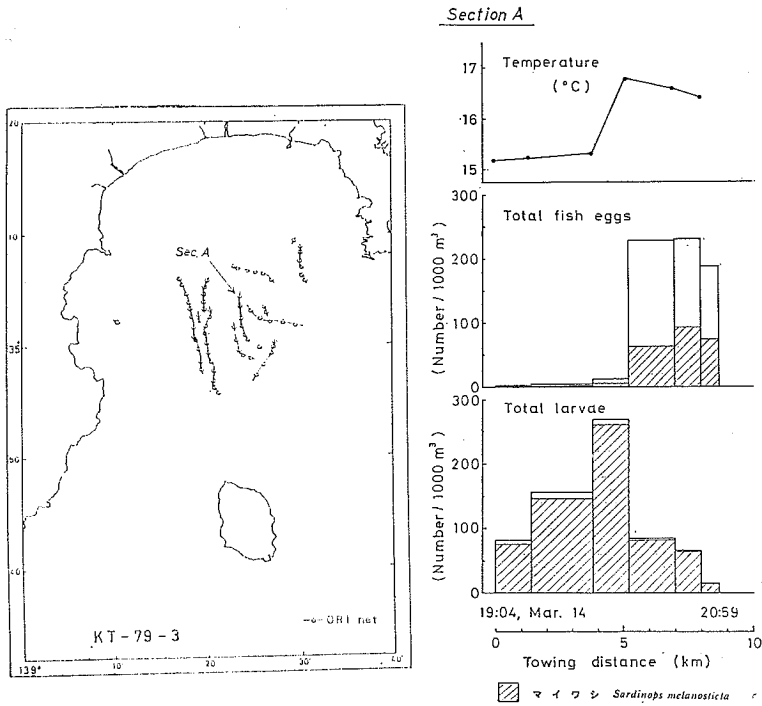 Section A
Temperature
(°C)
17
16
15
300
Total fish eggs
200
100
0
(Number/1000 m³)
300
Total larvae
200
100
0
(Number/1000 m³)
19:04, Mar. 14 20:59
0 5 10
Towing distance (km)
マイワシ Sardinops melanosticta
Sec. A
35
KT-79-3
ORI net
139°
10'
20'
30'
40'